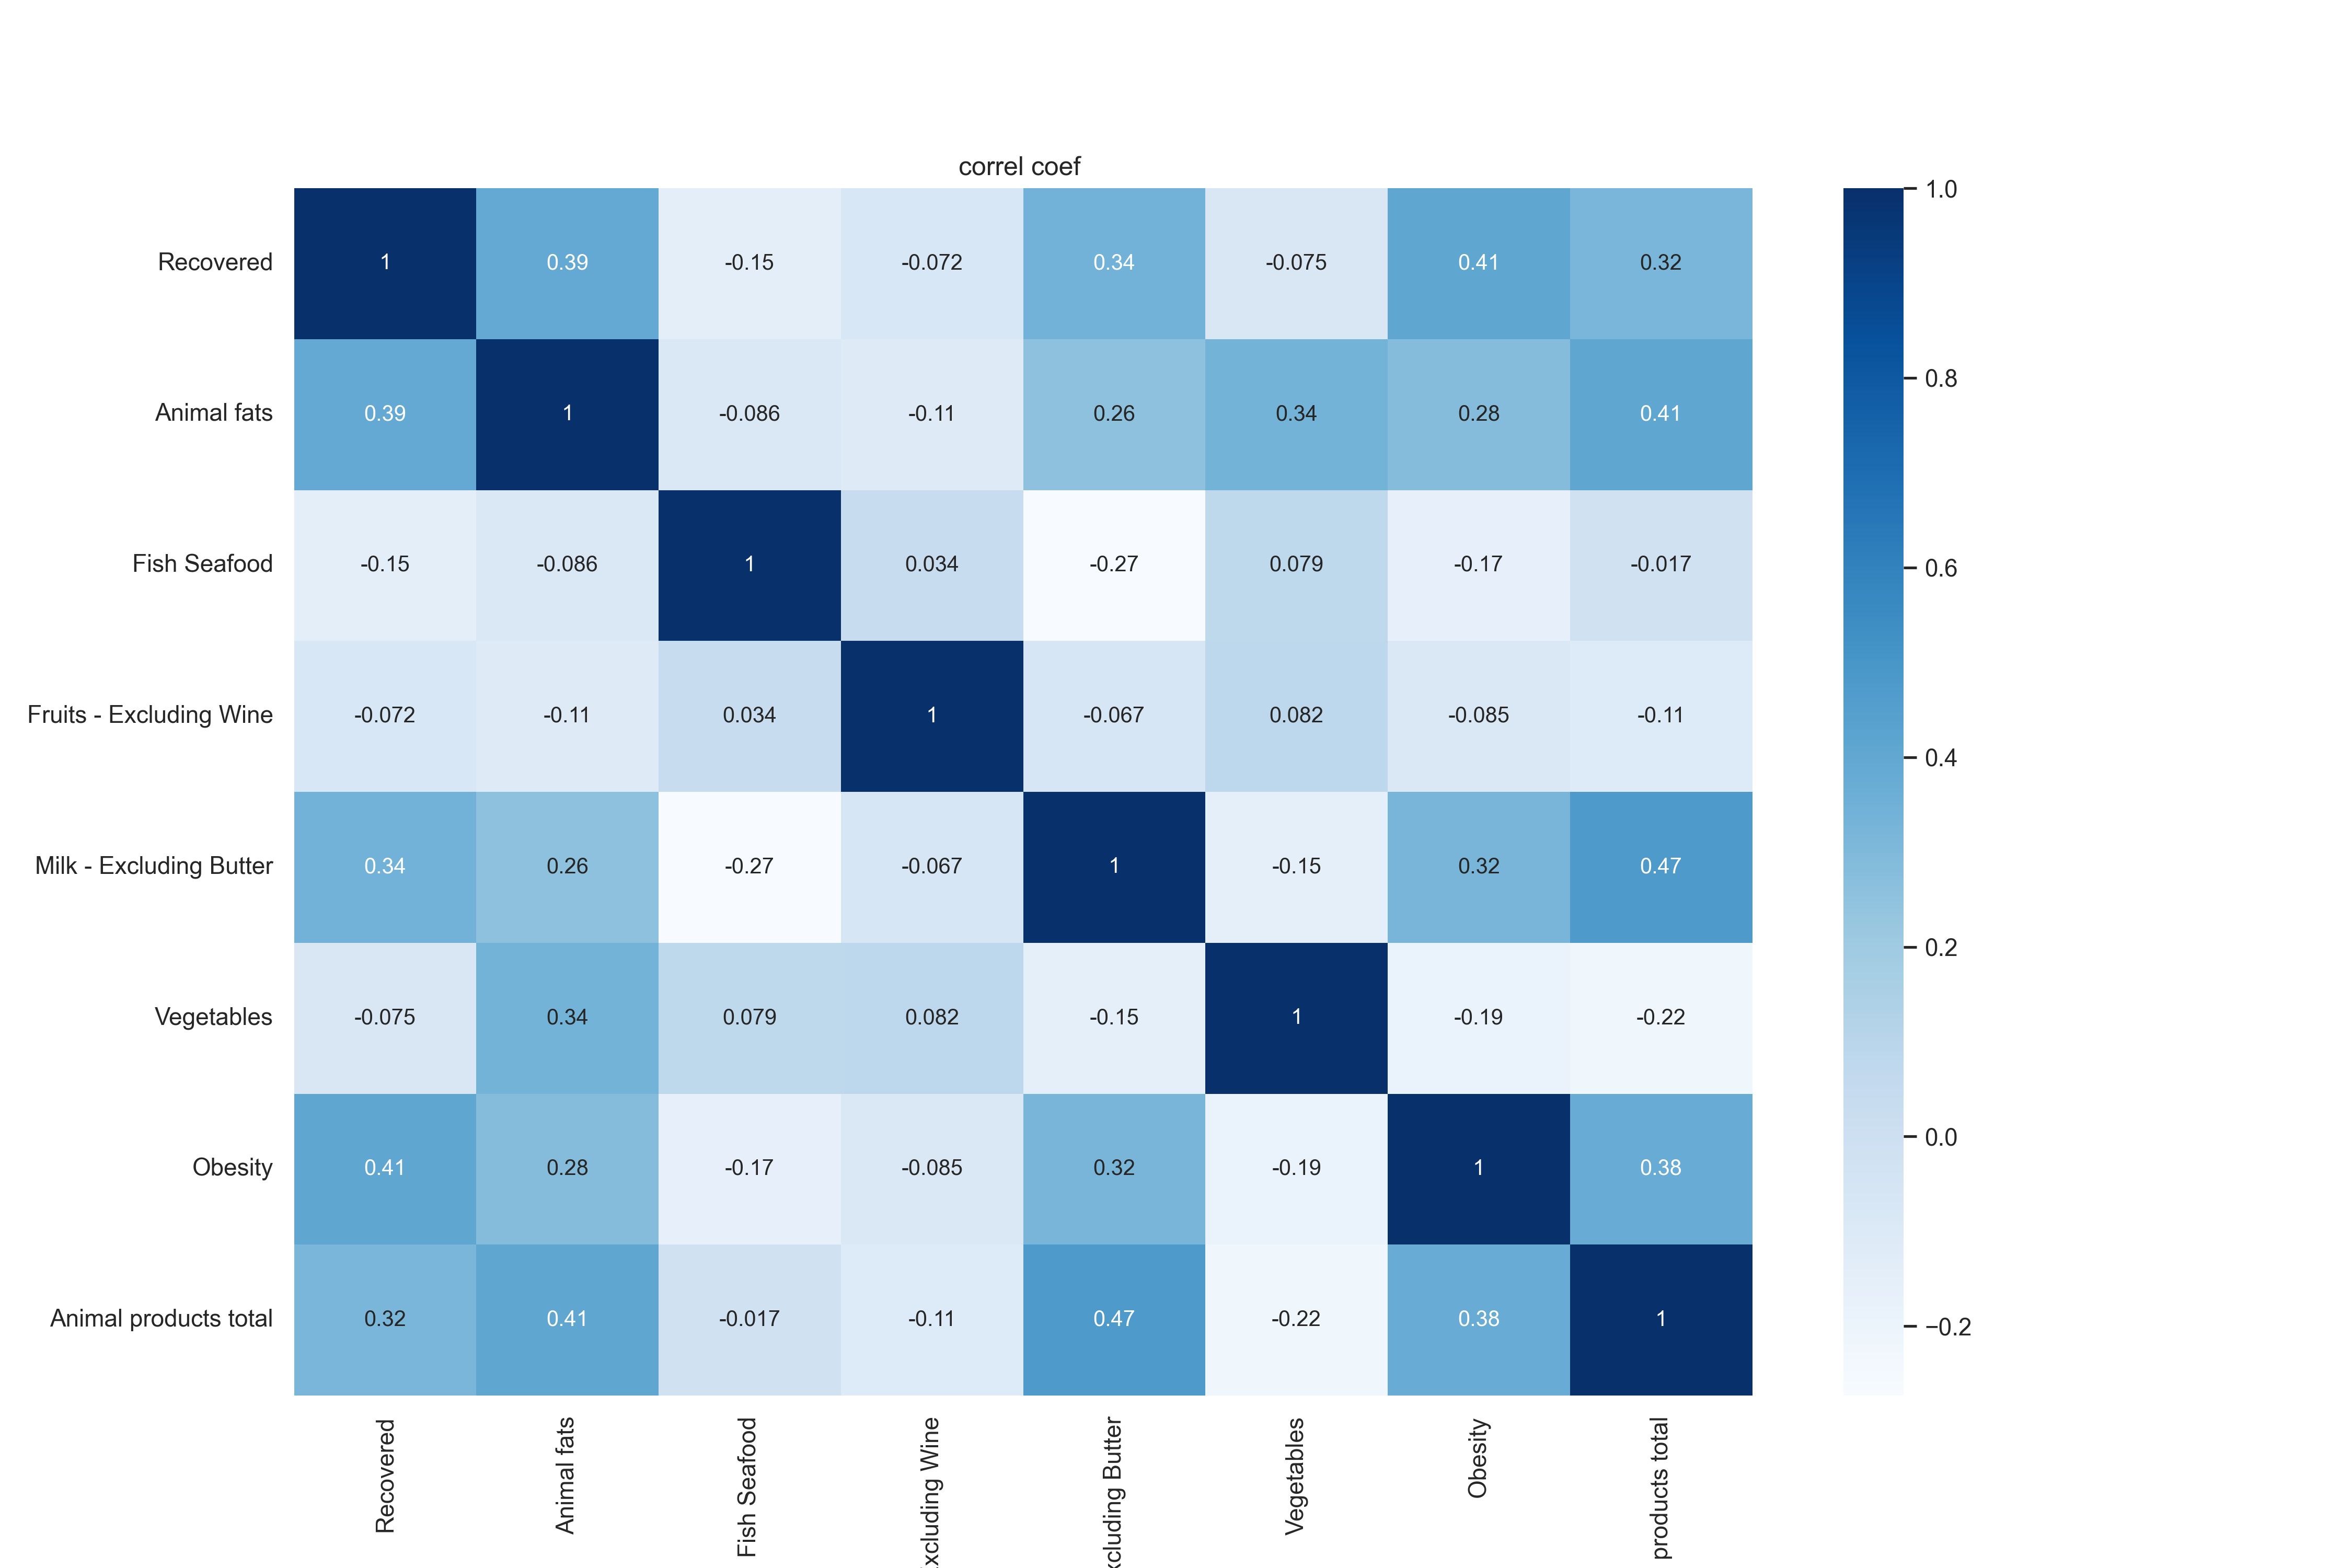 correl coef
Recovered 1 0.39 -0.15 -0.072 0.34 -0.075 0.41 0.32
Animal fats 0.39 1 -0.086 -0.11 0.26 0.34 0.28 0.41
Fish Seafood -0.15 -0.086 1 0.034 -0.27 0.079 -0.17 -0.017
Fruits - Excluding Wine -0.072 -0.11 0.034 1 -0.067 0.082 -0.085 -0.11
Milk - Excluding Butter 0.34 0.26 -0.27 -0.067 1 -0.15 0.32 0.47
Vegetables -0.075 0.34 0.079 0.082 -0.15 1 -0.19 -0.22
Obesity 0.41 0.28 -0.17 -0.085 0.32 -0.19 1 0.38
Animal products total 0.32 0.41 -0.017 -0.11 0.47 -0.22 0.38 1
Recovered
Animal fats
Fish Seafood
xcluding Wine
xcluding Butter
Vegetables
Obesity
products total
1.0
0.8
0.6
0.4
0.2
0.0
−0.2